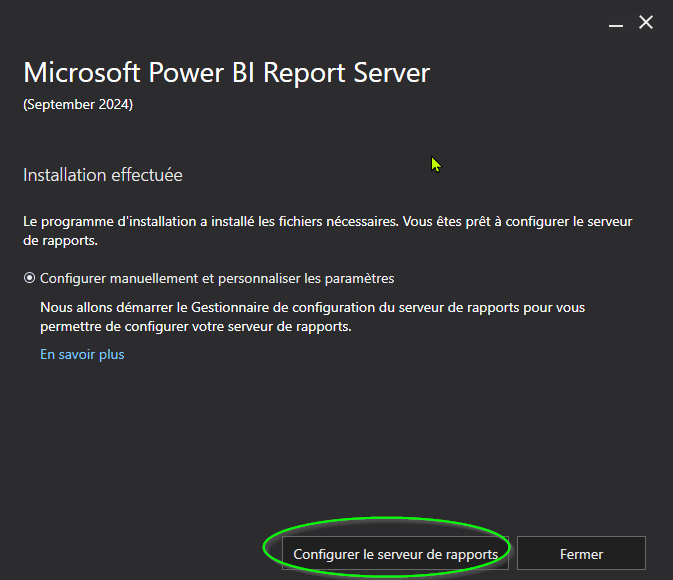 Microsoft Power BI Report Server
(September 2024)
Installation effectuée
Le programme d'installation a installé les fichiers nécessaires. Vous êtes prêt à configurer le serveur
de rapports.
Configurer manuellement et personnaliser les paramètres
Nous allons démarrer le Gestionnaire de configuration du serveur de rapports pour vous
permettre de configurer votre serveur de rapports.
En savoir plus
Configurer le serveur de rapports
Fermer